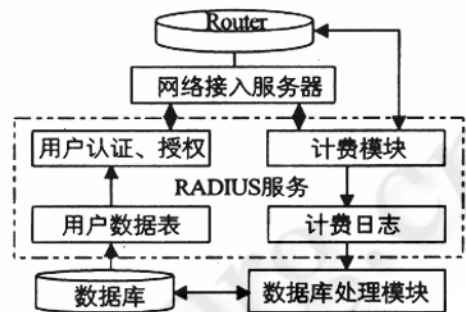 Router
网络接入服务器
用户认证、授权
计费模块
RADIUS服务
用户数据表
计费日志
数据库
数据库处理模块